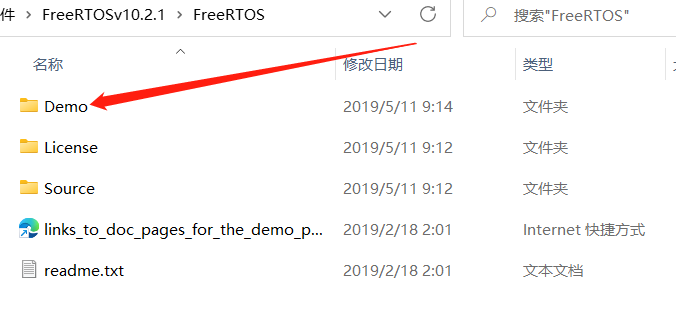 件 > FreeRTOSv10.2.1 > FreeRTOS 搜索"FreeRTOS"
名称 修改日期 类型
Demo 2019/5/11 9:14 文件夹
License 2019/5/11 9:12 文件夹
Source 2019/5/11 9:12 文件夹
links_to_doc_pages_for_the_demo_p... 2019/2/18 2:01 Internet 快捷方式
readme.txt 2019/2/18 2:01 文本文档